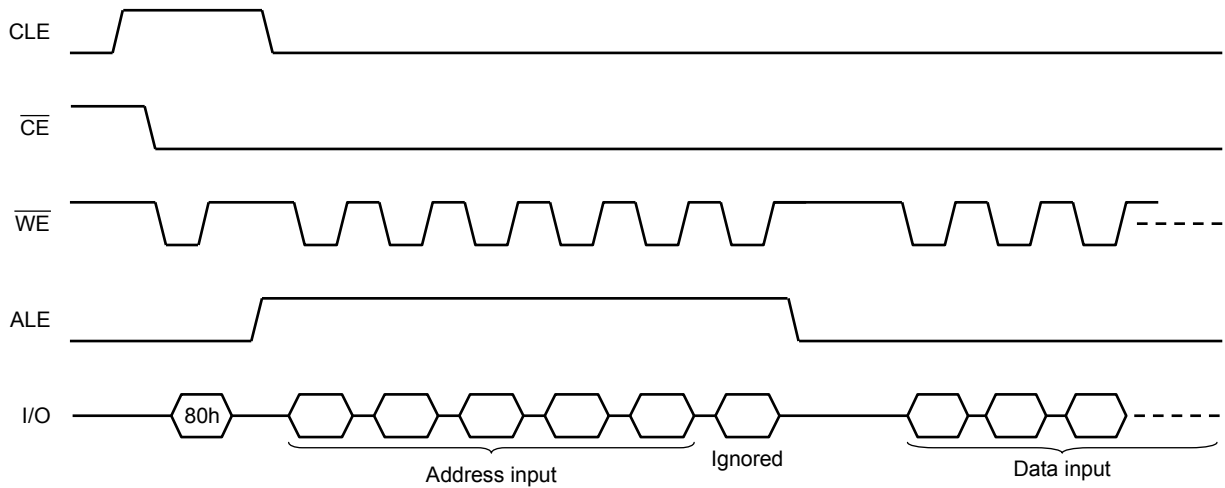 CLE
CE
WE
ALE
I/O
80h
Address input
Ignored
Data input